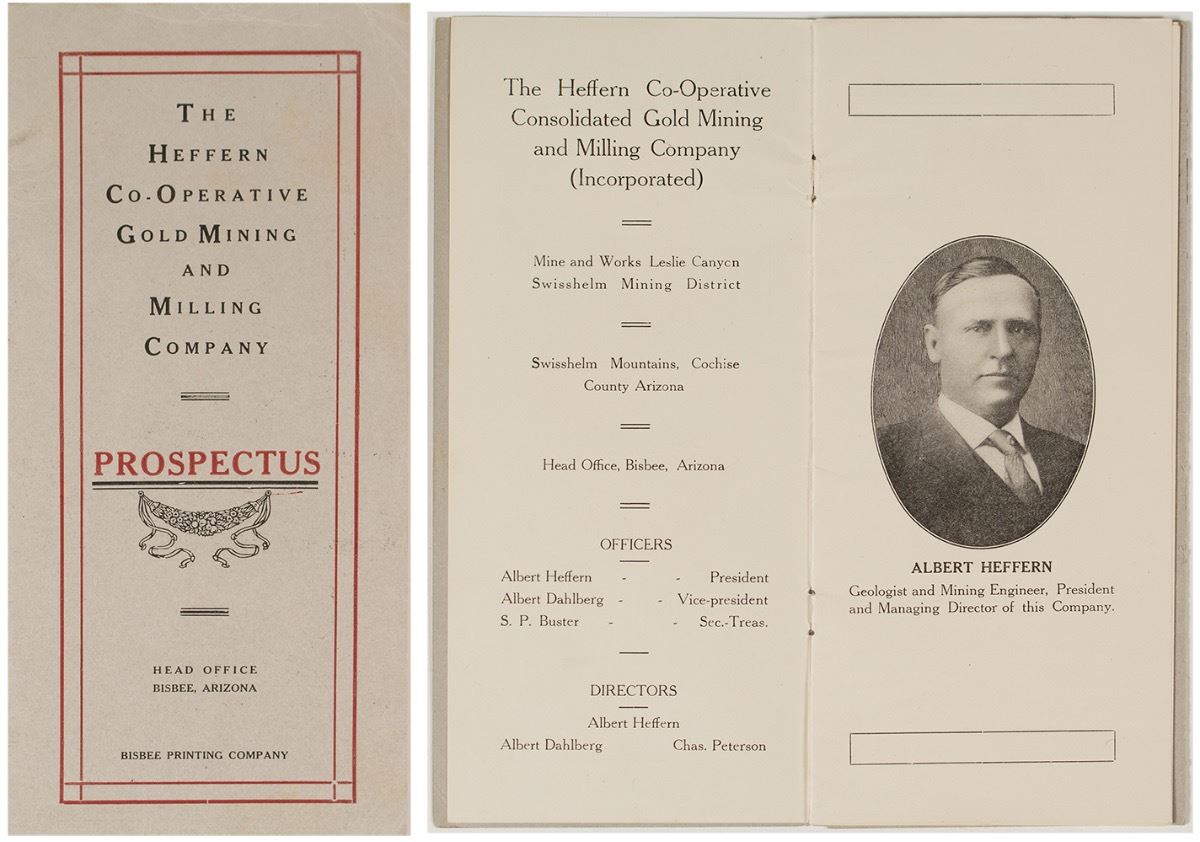 THE
HEFFERN
CO-OPERATIVE
GOLD MINING
AND
MILLING
COMPANY
PROSPECTUS
HEAD OFFICE
BISBEE, ARIZONA
BISBEE PRINTING COMPANY
The Heffern Co-Operative
Consolidated Gold Mining
and Milling Company
(Incorporated)
Mine and Works Leslie Canyon
Swisshelm Mining District
Swisshelm Mountains, Cochise
County Arizona
Head Office, Bisbee, Arizona
OFFICERS
Albert Heffern - - President
Albert Dahlberg - - Vice-president
S. P. Buster - - Sec.-Treas.
DIRECTORS
Albert Heffern
Albert Dahlberg Chas. Peterson
ALBERT HEFFERN
Geologist and Mining Engineer, President
and Managing Director of this Company.